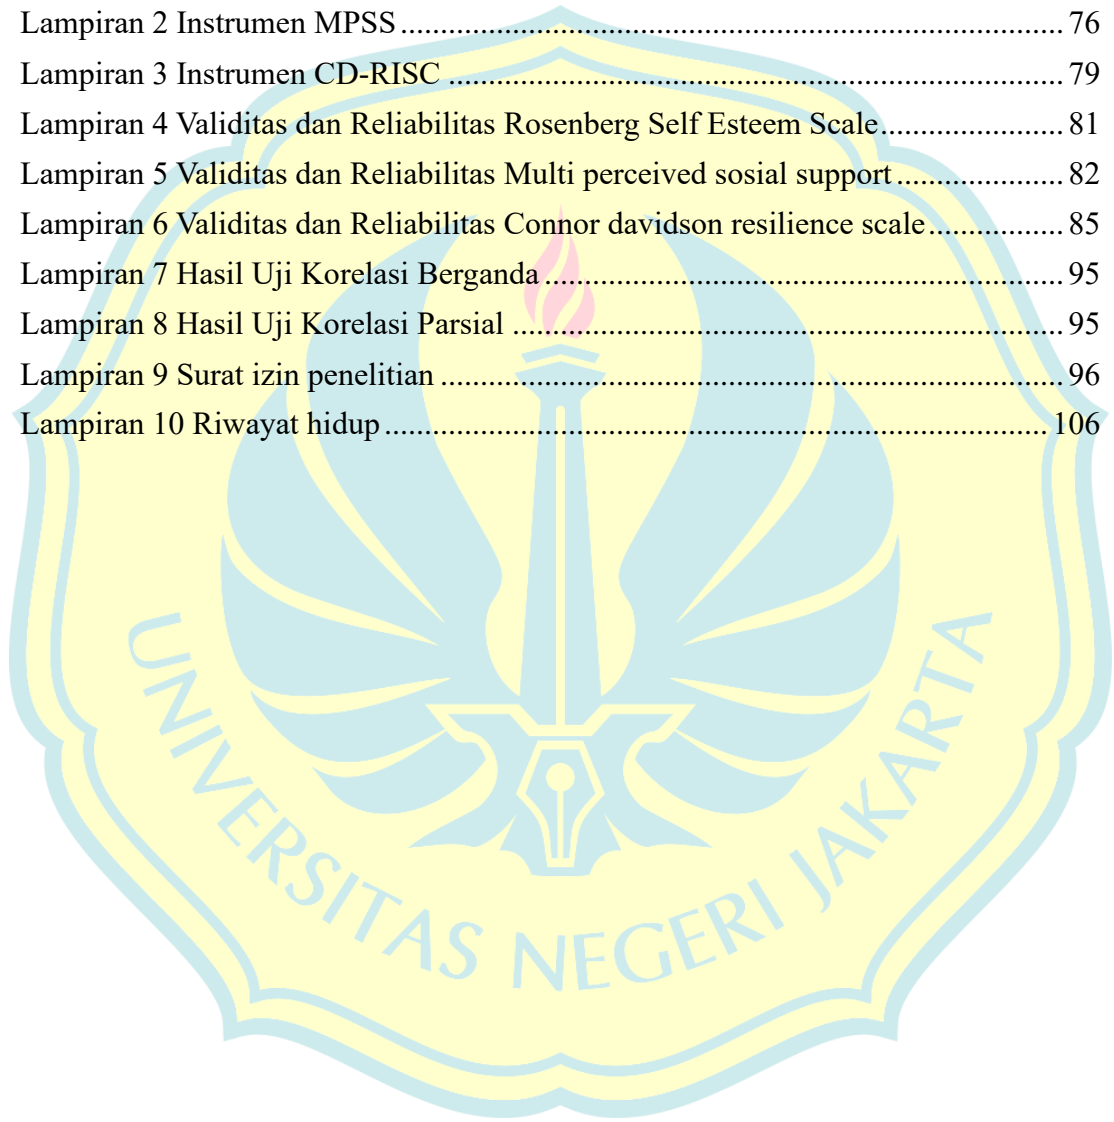 Lampiran 2 Instrumen MPSS ........................................................................................ 76
Lampiran 3 Instrumen CD-RISC .................................................................................. 79
Lampiran 4 Validitas dan Reliabilitas Rosenberg Self Esteem Scale....................... 81
Lampiran 5 Validitas dan Reliabilitas Multi perceived sosial support ..................... 82
Lampiran 6 Validitas dan Reliabilitas Connor davidson resilience scale................. 85
Lampiran 7 Hasil Uji Korelasi Berganda ..................................................................... 95
Lampiran 8 Hasil Uji Korelasi Parsial ......................................................................... 95
Lampiran 9 Surat izin penelitian .................................................................................. 96
Lampiran 10 Riwayat hidup ....................................................................................... 106
UNIVERSITAS NEGERI JAKARTA